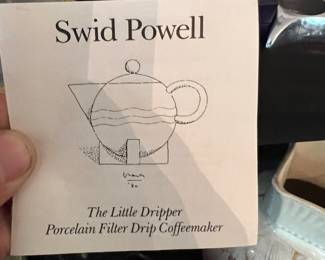 Swid Powell
The Little Dripper
Porcelain Filter Drip Coffeemaker